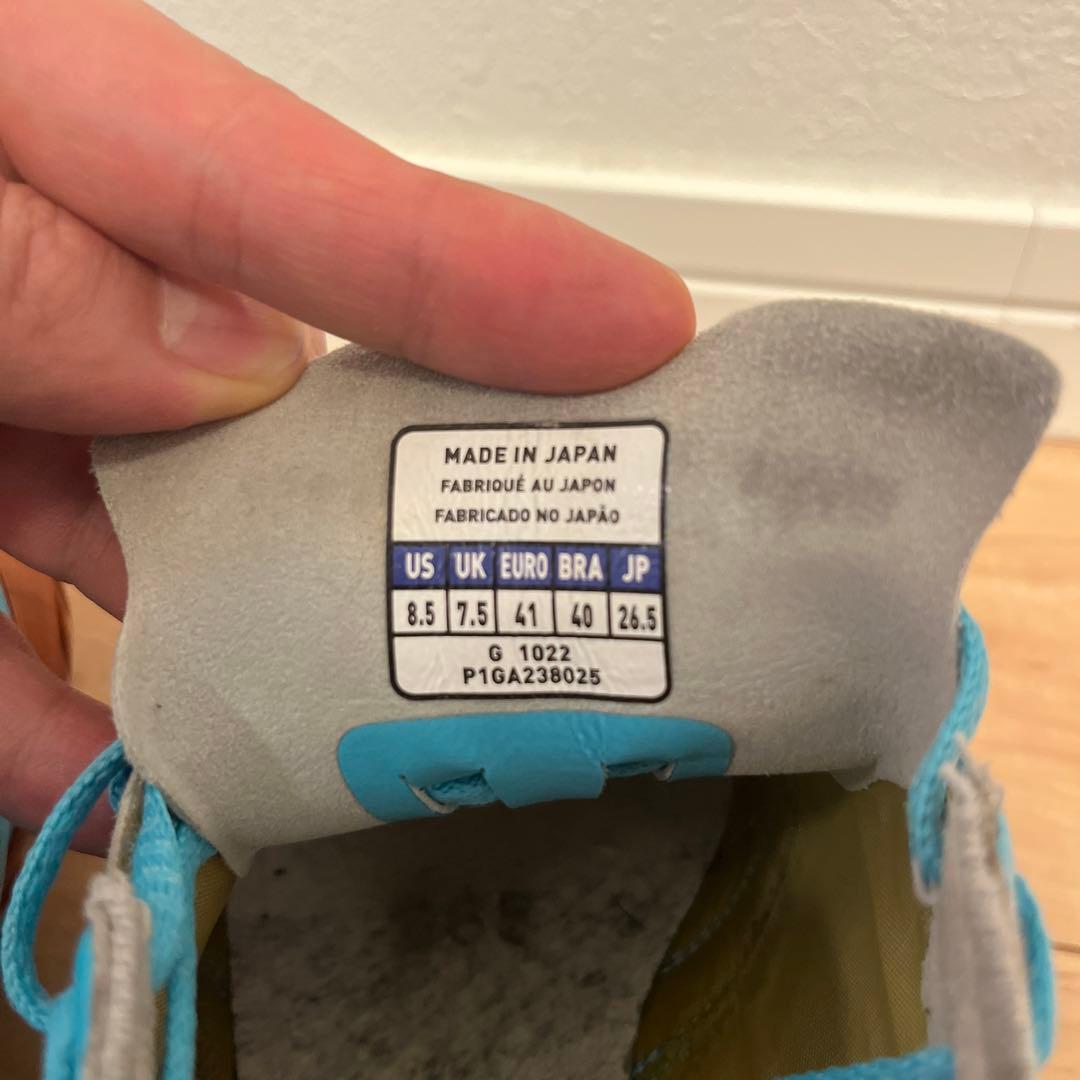 MADE IN JAPAN
FABRIQUÉ AU JAPON
FABRICADO NO JAPÃO
US UK EURO BRA JP
8.5 7.5 41 40 26.5
G 1022
P1GA238025